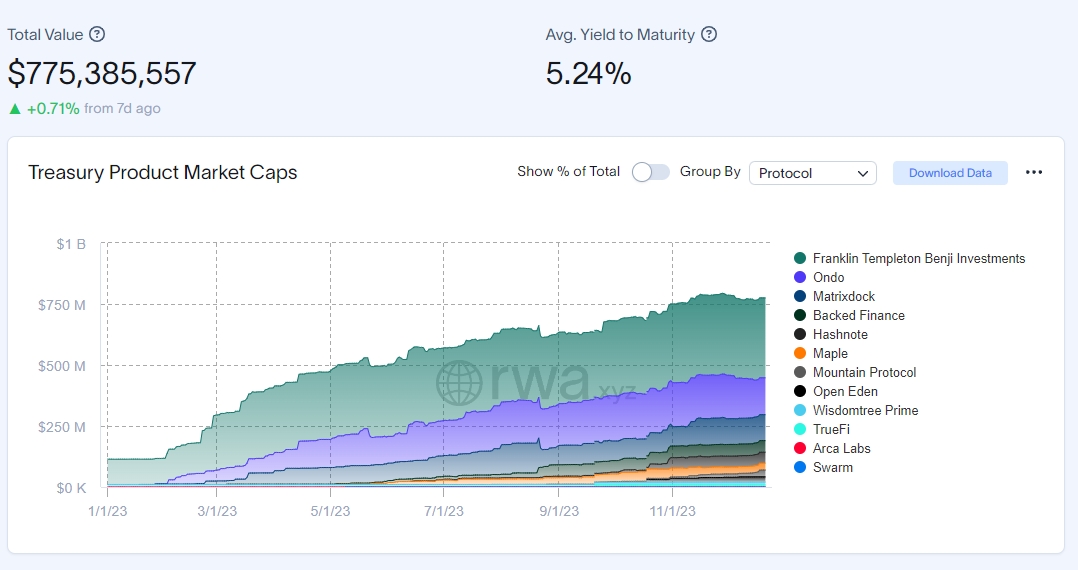 Total Value ?
Avg. Yield to Maturity ?
$775,385,557
5.24%
▲ +0.71% from 7d ago
Treasury Product Market Caps
Show % of Total
Group By
Protocol
Download Data
$1 B
$750 M
$500 M
$250 M
$0 K
1/1/23
3/1/23
5/1/23
7/1/23
9/1/23
11/1/23
rwa.xyz
Franklin Templeton Benji Investments
Ondo
Matrixdock
Backed Finance
Hashnote
Maple
Mountain Protocol
Open Eden
Wisdomtree Prime
TrueFi
Arca Labs
Swarm